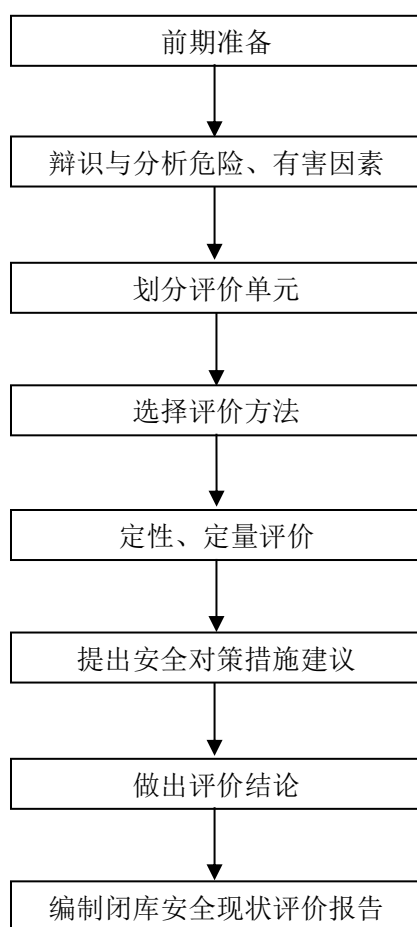 前期准备
辩识与分析危险、有害因素
划分评价单元
选择评价方法
定性、定量评价
提出安全对策措施建议
做出评价结论
编制闭库安全现状评价报告